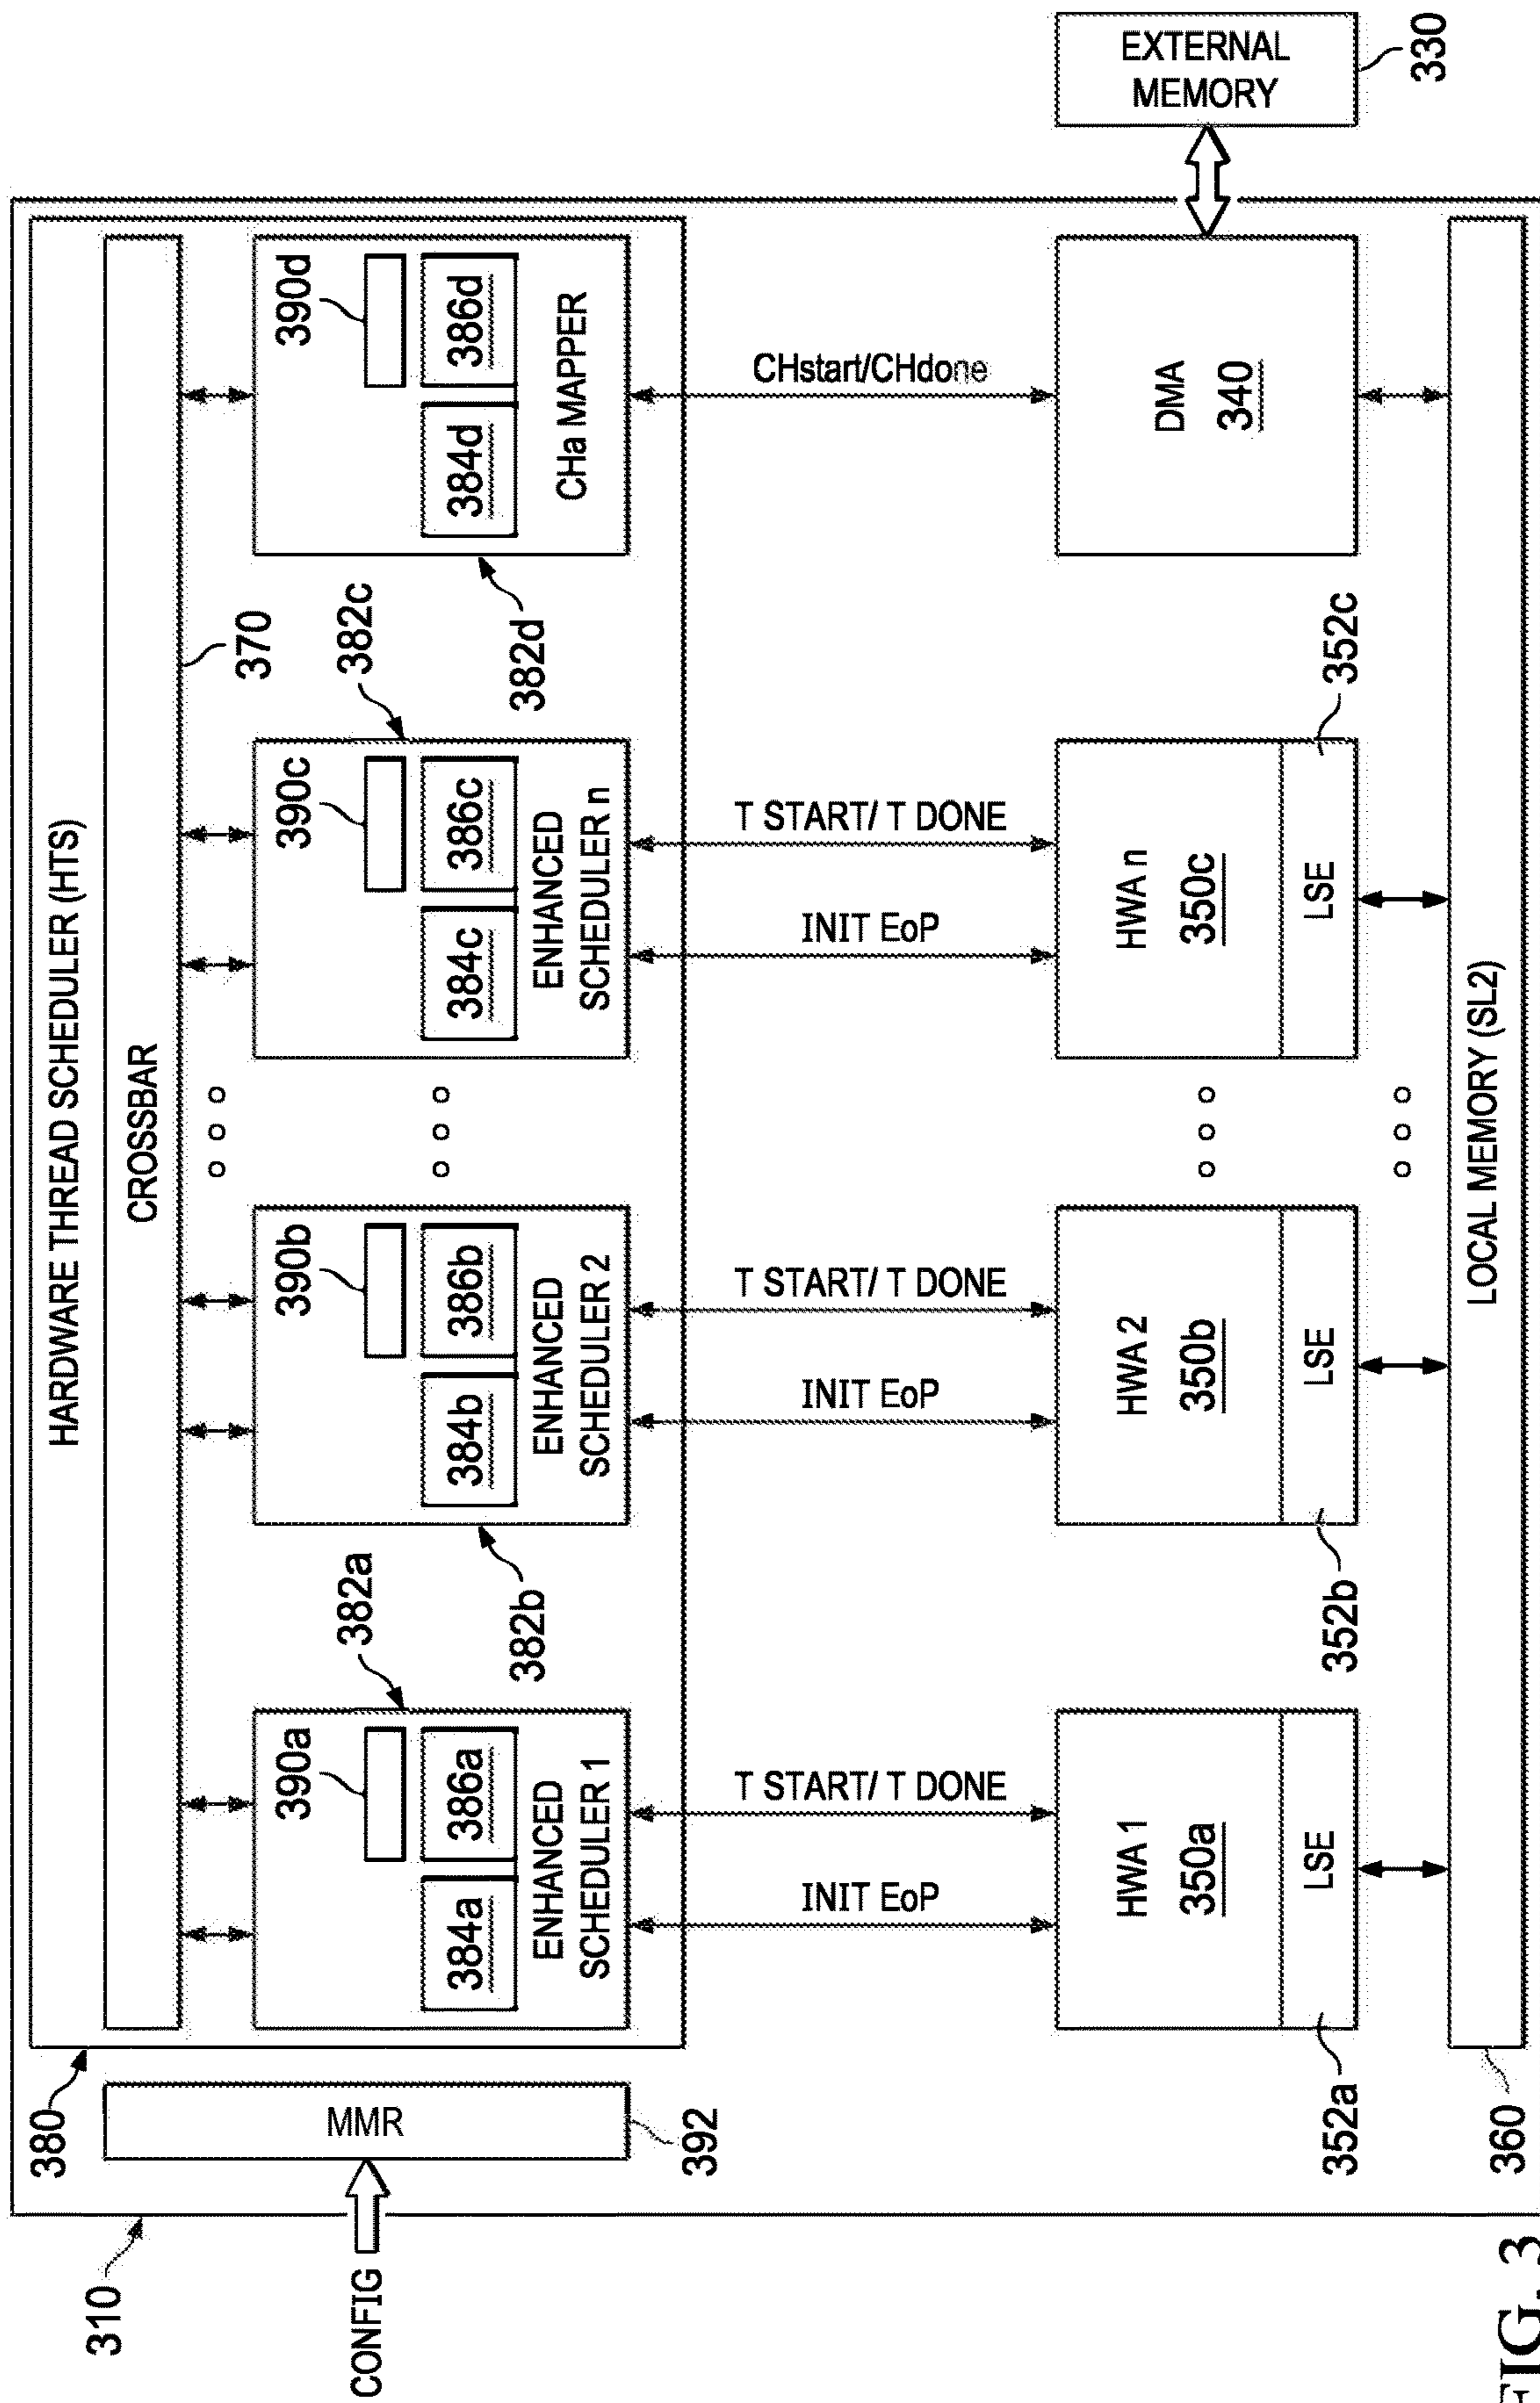 310
380
HARDWARE THREAD SCHEDULER (HTS)
CROSSBAR
370
CONFIG
MMR
392
390a
382a
384a
386a
ENHANCED
SCHEDULER 1
390b
382b
384b
386b
ENHANCED
SCHEDULER 2
390c
382c
384c
386c
ENHANCED
SCHEDULER n
390d
382d
384d
386d
CHa MAPPER
INIT EoP
T START/ T DONE
INIT EoP
T START/ T DONE
INIT EoP
T START/ T DONE
CHstart/CHdone
HWA 1
350a
LSE
352a
HWA 2
350b
LSE
352b
HWA n
350c
LSE
352c
DMA
340
EXTERNAL
MEMORY
330
360
LOCAL MEMORY (SL2)
FIG. 3